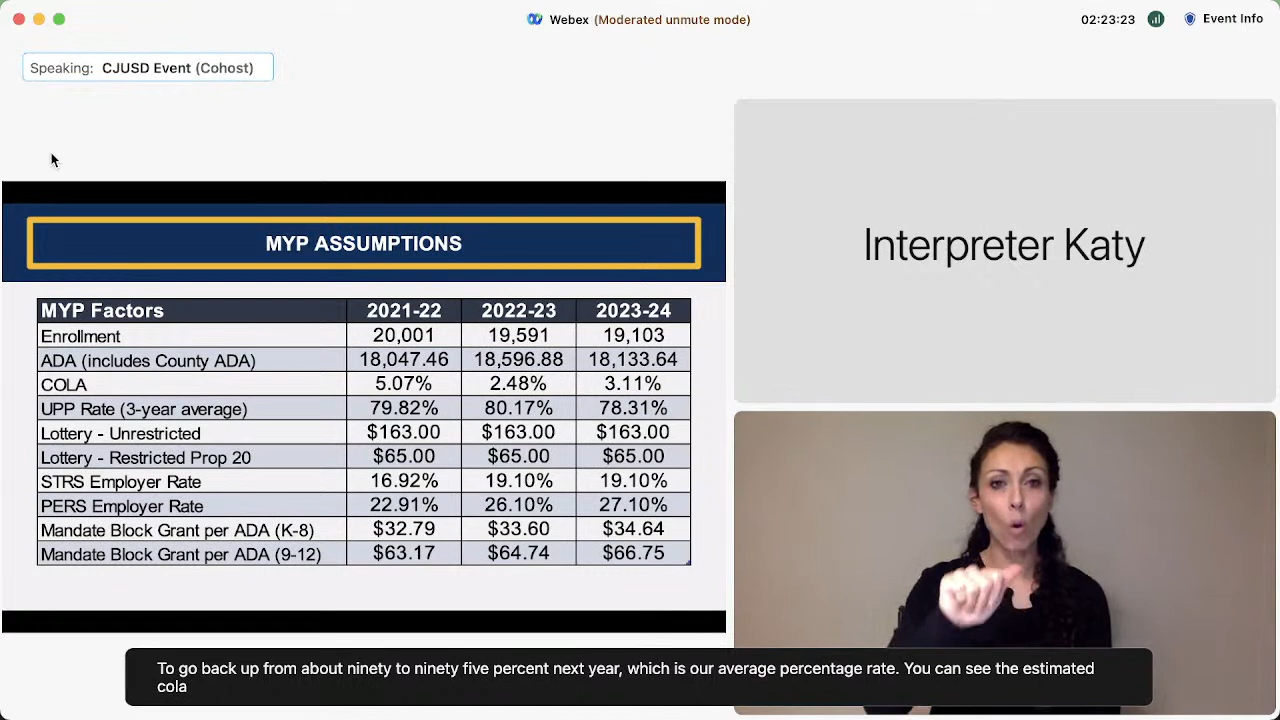 Webex (Moderated unmute mode)
02:23:23
Event Info
Speaking: CJUSD Event (Cohost)
MYP ASSUMPTIONS
MYP Factors 2021-22 2022-23 2023-24
Enrollment 20,001 19,591 19,103
ADA (includes County ADA) 18,047.46 18,596.88 18,133.64
COLA 5.07% 2.48% 3.11%
UPP Rate (3-year average) 79.82% 80.17% 78.31%
Lottery - Unrestricted $163.00 $163.00 $163.00
Lottery - Restricted Prop 20 $65.00 $65.00 $65.00
STRS Employer Rate 16.92% 19.10% 19.10%
PERS Employer Rate 22.91% 26.10% 27.10%
Mandate Block Grant per ADA (K-8) $32.79 $33.60 $34.64
Mandate Block Grant per ADA (9-12) $63.17 $64.74 $66.75
Interpreter Katy
To go back up from about ninety to ninety five percent next year, which is our average percentage rate. You can see the estimated
cola